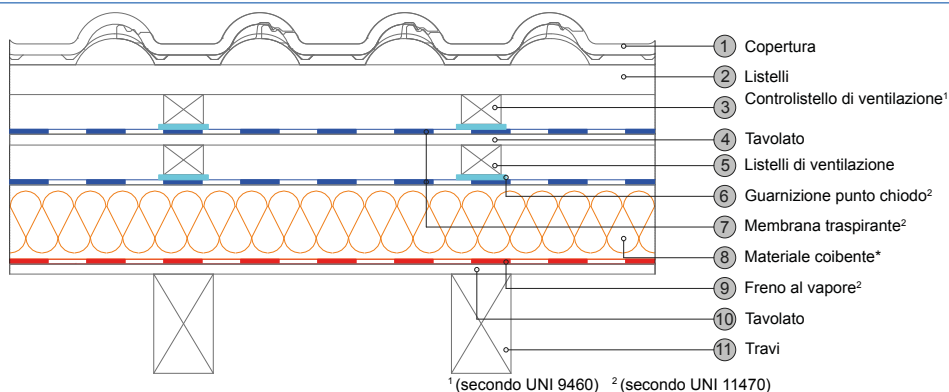 1 Copertura
2 Listelli
3 Controlistello di ventilazione¹
4 Tavolato
5 Listelli di ventilazione
6 Guarnizione punto chiodo²
7 Membrana traspirante²
8 Materiale coibente*
9 Freno al vapore²
10 Tavolato
11 Travi
¹ (secondo UNI 9460) ² (secondo UNI 11470)